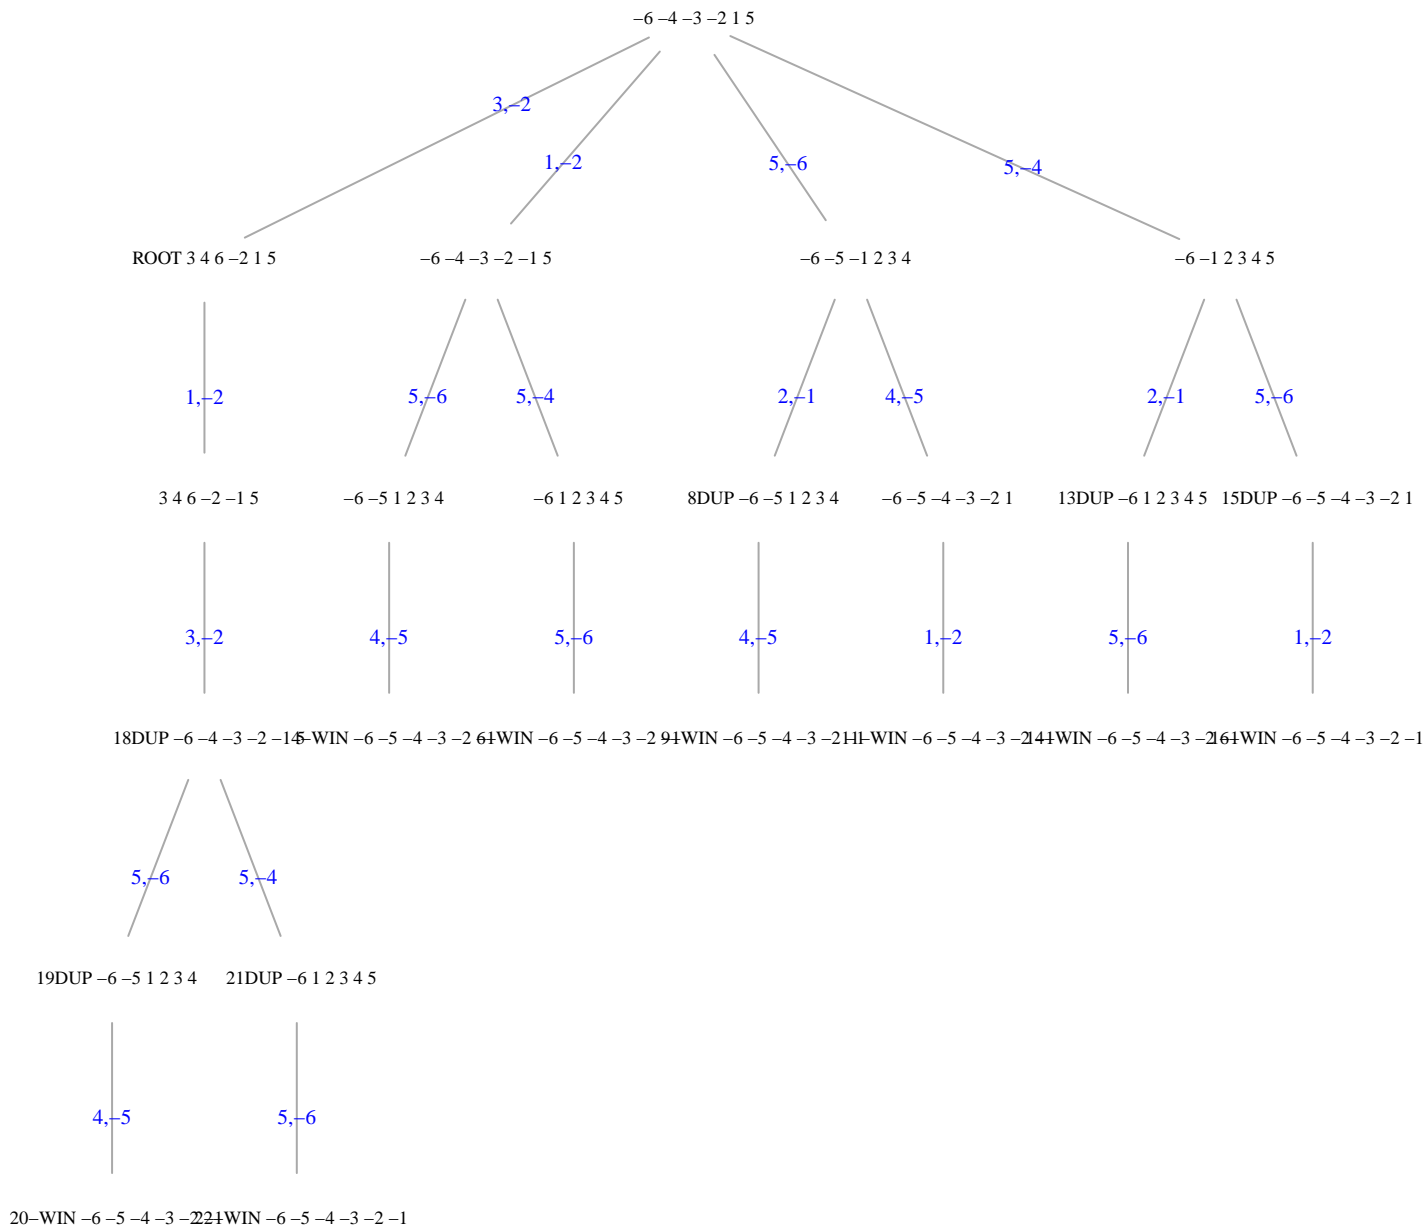 −6 −4 −3 −2 1 5
3,−2
1,−2
5,−6
5,−4
ROOT 3 4 6 −2 1 5
−6 −4 −3 −2 −1 5
−6 −5 −1 2 3 4
−6 −1 2 3 4 5
1,−2
5,−6
5,−4
2,−1
4,−5
2,−1
5,−6
3 4 6 −2 −1 5
−6 −5 1 2 3 4
−6 1 2 3 4 5
8DUP −6 −5 1 2 3 4
−6 −5 −4 −3 −2 1
13DUP −6 1 2 3 4 5
15DUP −6 −5 −4 −3 −2 1
3,−2
4,−5
5,−6
4,−5
1,−2
5,−6
1,−2
18DUP −6 −4 −3 −2
−WIN −6 −5 −4 −3 −2
−WIN −6 −5 −4 −3 −2
−WIN −6 −5 −4 −3 −2
−WIN −6 −5 −4 −3 −2
−WIN −6 −5 −4 −3 −2
−WIN −6 −5 −4 −3 −2 −1
5,−6
5,−4
19DUP −6 −5 1 2 3 4
21DUP −6 1 2 3 4 5
4,−5
5,−6
20−WIN −6 −5 −4 −3
WIN −6 −5 −4 −3 −2 −1